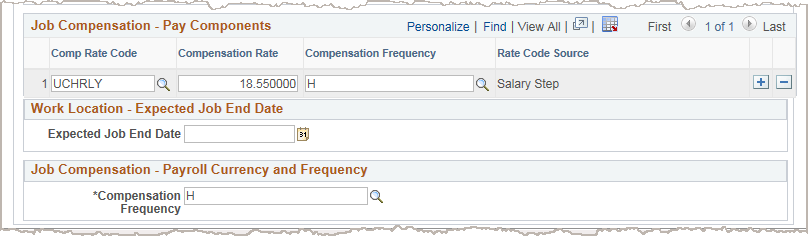 Job Compensation - Pay Components
Personalize | Find | View All | | First 1 of 1 Last
Comp Rate Code Compensation Rate Compensation Frequency Rate Code Source
1 UCHRLY 18.550000 H Salary Step + −
Work Location - Expected Job End Date
Expected Job End Date 31
Job Compensation - Payroll Currency and Frequency
*Compensation H
Frequency